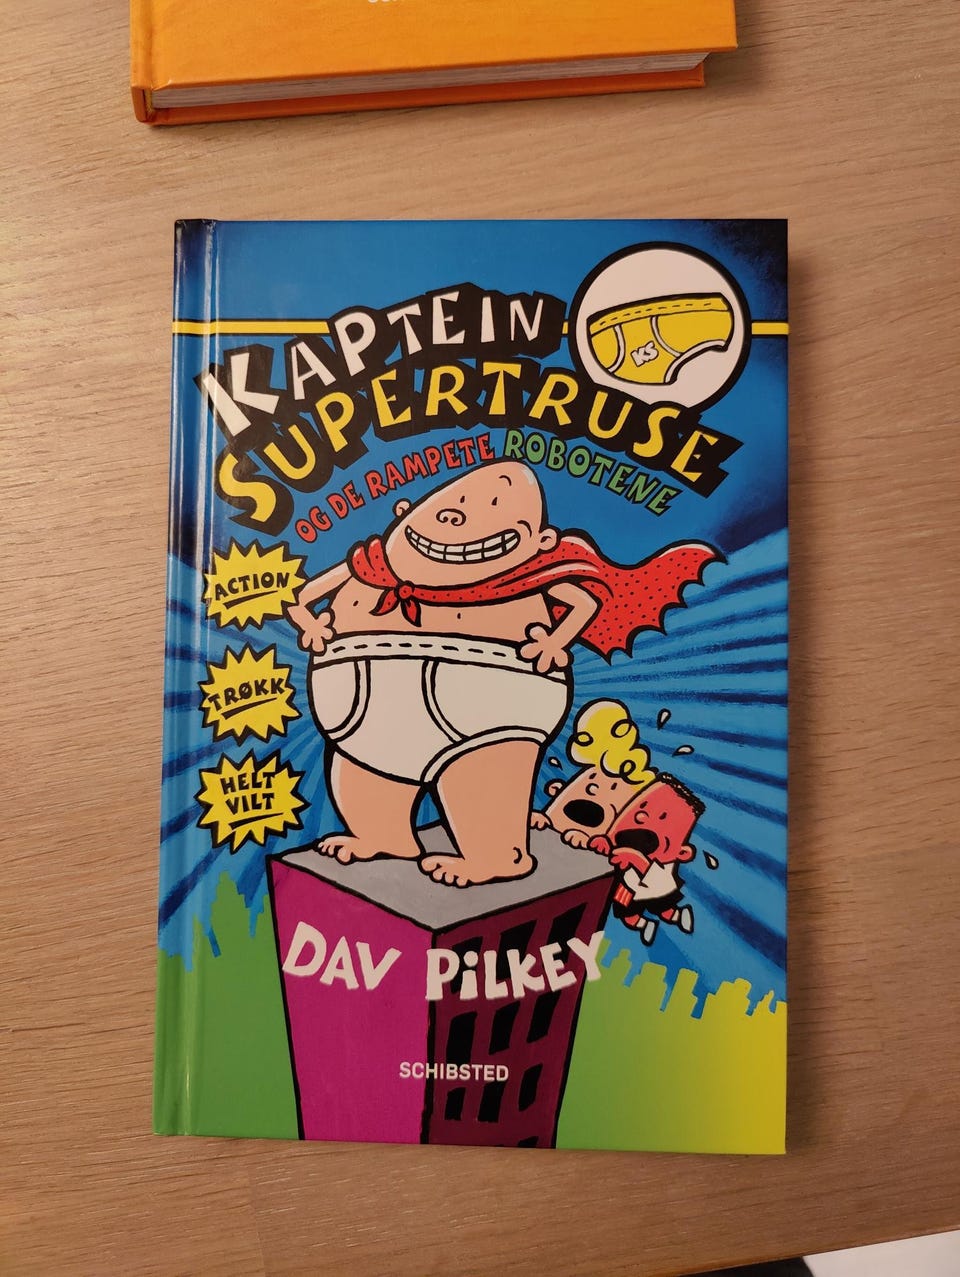 KAPTEIN
SUPERTRUSE
OG DE RAMPETE ROBOTENE
KS
ACTION
TRØKK
HELT
VILT
DAV PILKEY
SCHIBSTED